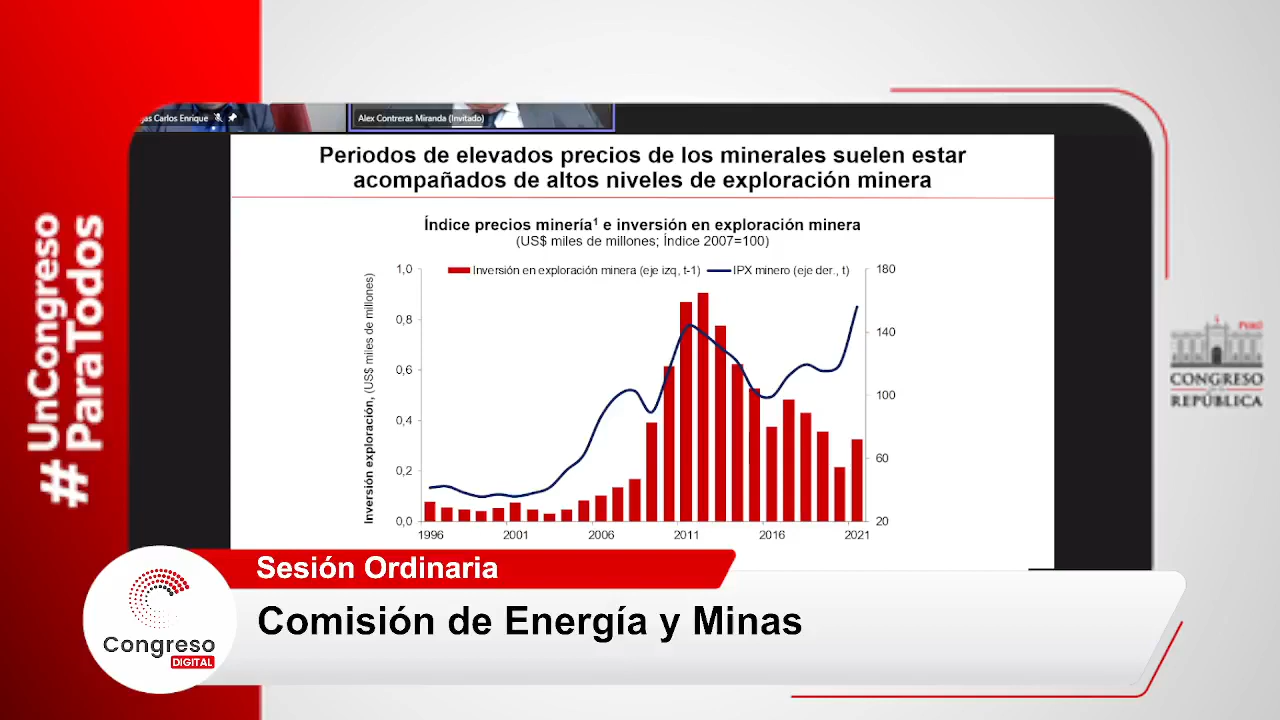 #UnCongreso
ParaTodos
Carlos Enrique
Alex Contreras Miranda (Invitado)
Periodos de elevados precios de los minerales suelen estar
acompañados de altos niveles de exploración minera
Índice precios minería¹ e inversión en exploración minera
(US$ miles de millones; Índice 2007=100)
Inversión en exploración minera (eje izq, t-1)
IPX minero (eje der., t)
Inversión exploración, (US$ miles de millones)
1,0
0,8
0,6
0,4
0,2
0,0
180
140
100
60
20
1996
2001
2006
2011
2016
2021
PERÚ
CONGRESO
REPÚBLICA
Sesión Ordinaria
Comisión de Energía y Minas
Congreso
DIGITAL